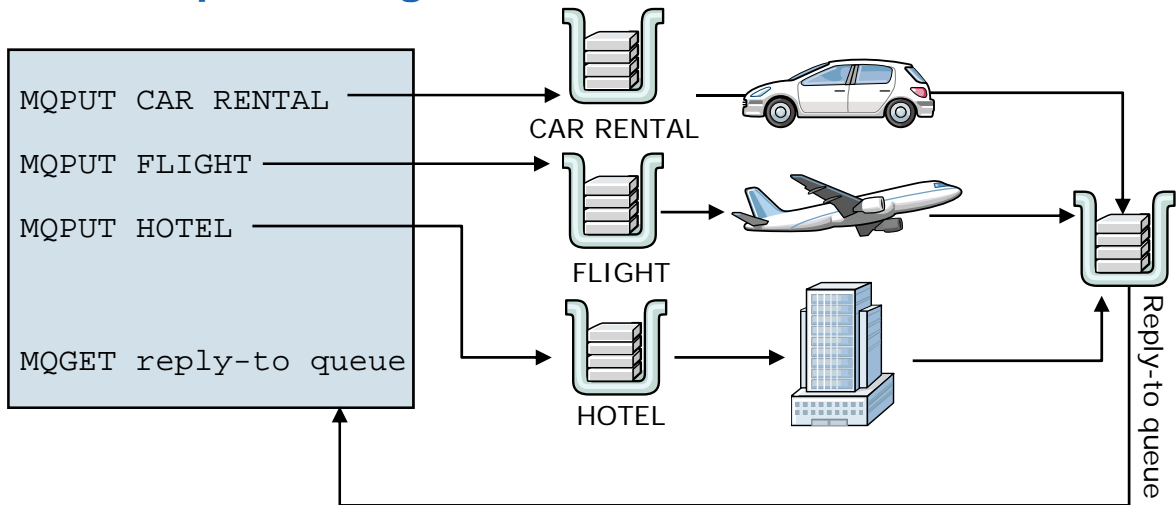 MQPUT CAR RENTAL
MQPUT FLIGHT
MQPUT HOTEL
MQGET reply-to queue
CAR RENTAL
FLIGHT
HOTEL
Reply-to queue